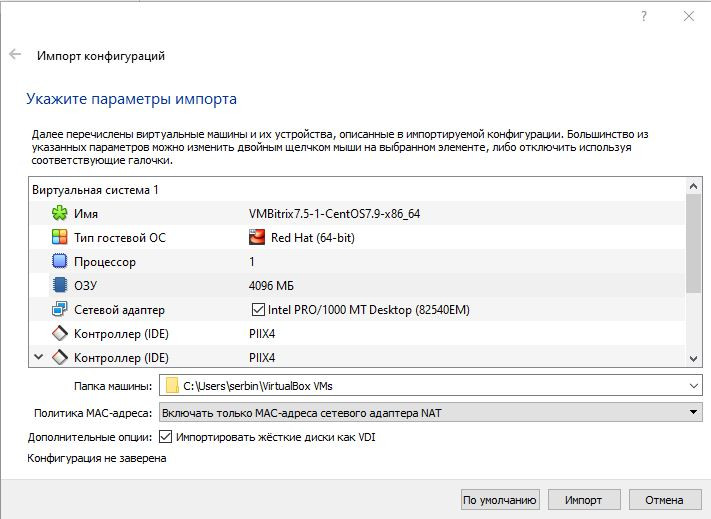 ?
Импорт конфигураций
Укажите параметры импорта
Далее перечислены виртуальные машины и их устройства, описанные в импортируемой конфигурации. Большинство из
указанных параметров можно изменить двойным щелчком мыши на выбранном элементе, либо отключить используя
соответствующие галочки.
Виртуальная система 1
Имя VMBitrix7.5-1-CentOS7.9-x86_64
Тип гостевой ОС Red Hat (64-bit)
Процессор 1
ОЗУ 4096 МБ
Сетевой адаптер Intel PRO/1000 MT Desktop (82540EM)
Контроллер (IDE) PIIX4
Контроллер (IDE) PIIX4
Папка машины: C:\Users\serbin\VirtualBox VMs
Политика MAC-адреса: Включать только MAC-адреса сетевого адаптера NAT
Дополнительные опции: Импортировать жёсткие диски как VDI
Конфигурация не заверена
По умолчанию Импорт Отмена